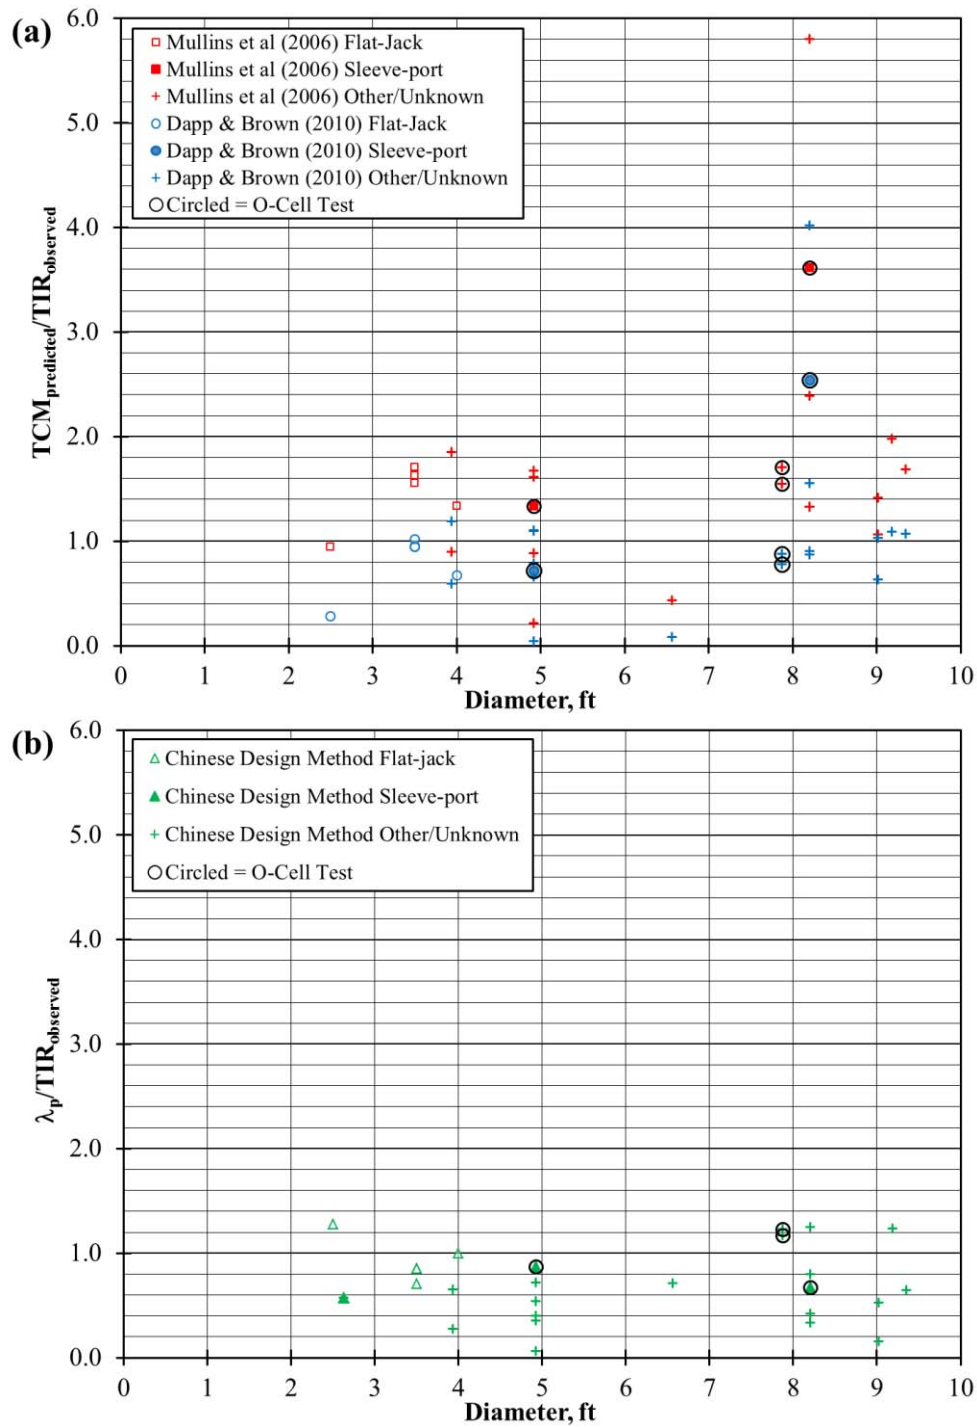 (a)
6.0
5.0
4.0
3.0
2.0
1.0
0.0
TCMpredicted/TIRobserved
Mullins et al (2006) Flat-Jack
Mullins et al (2006) Sleeve-port
Mullins et al (2006) Other/Unknown
Dapp & Brown (2010) Flat-Jack
Dapp & Brown (2010) Sleeve-port
Dapp & Brown (2010) Other/Unknown
Circled = O-Cell Test
0 1 2 3 4 5 6 7 8 9 10
Diameter, ft
(b)
6.0
5.0
4.0
3.0
2.0
1.0
0.0
λp/TIRobserved
Chinese Design Method Flat-jack
Chinese Design Method Sleeve-port
Chinese Design Method Other/Unknown
Circled = O-Cell Test
0 1 2 3 4 5 6 7 8 9 10
Diameter, ft